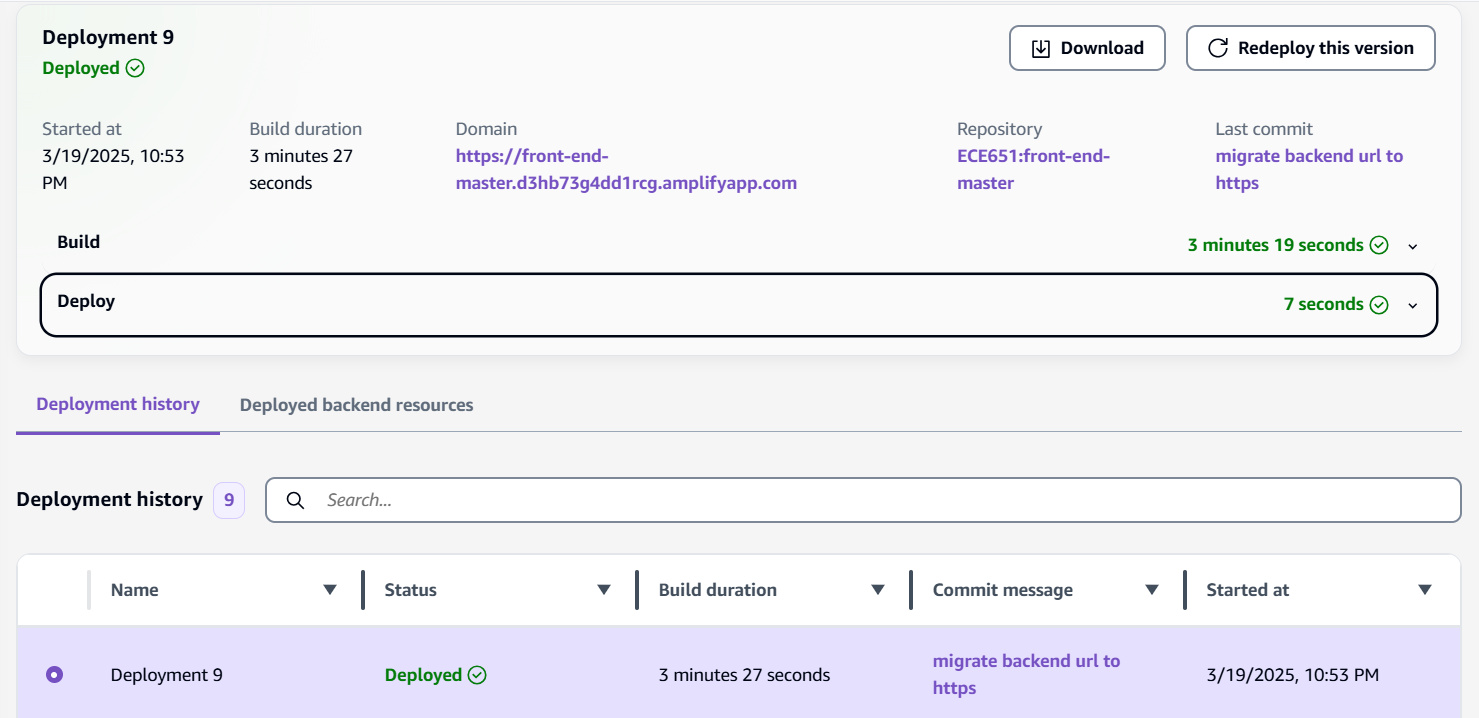 Deployment 9
Deployed
Download
Redeploy this version
Started at
3/19/2025, 10:53
PM
Build duration
3 minutes 27
seconds
Domain
https://front-end-
master.d3hb73g4dd1rcg.amplifyapp.com
Repository
ECE651:front-end-
master
Last commit
migrate backend url to
https
Build
3 minutes 19 seconds
Deploy
7 seconds
Deployment history
Deployed backend resources
Deployment history 9
Search...
Name
Status
Build duration
Commit message
Started at
Deployment 9
Deployed
3 minutes 27 seconds
migrate backend url to
https
3/19/2025, 10:53 PM